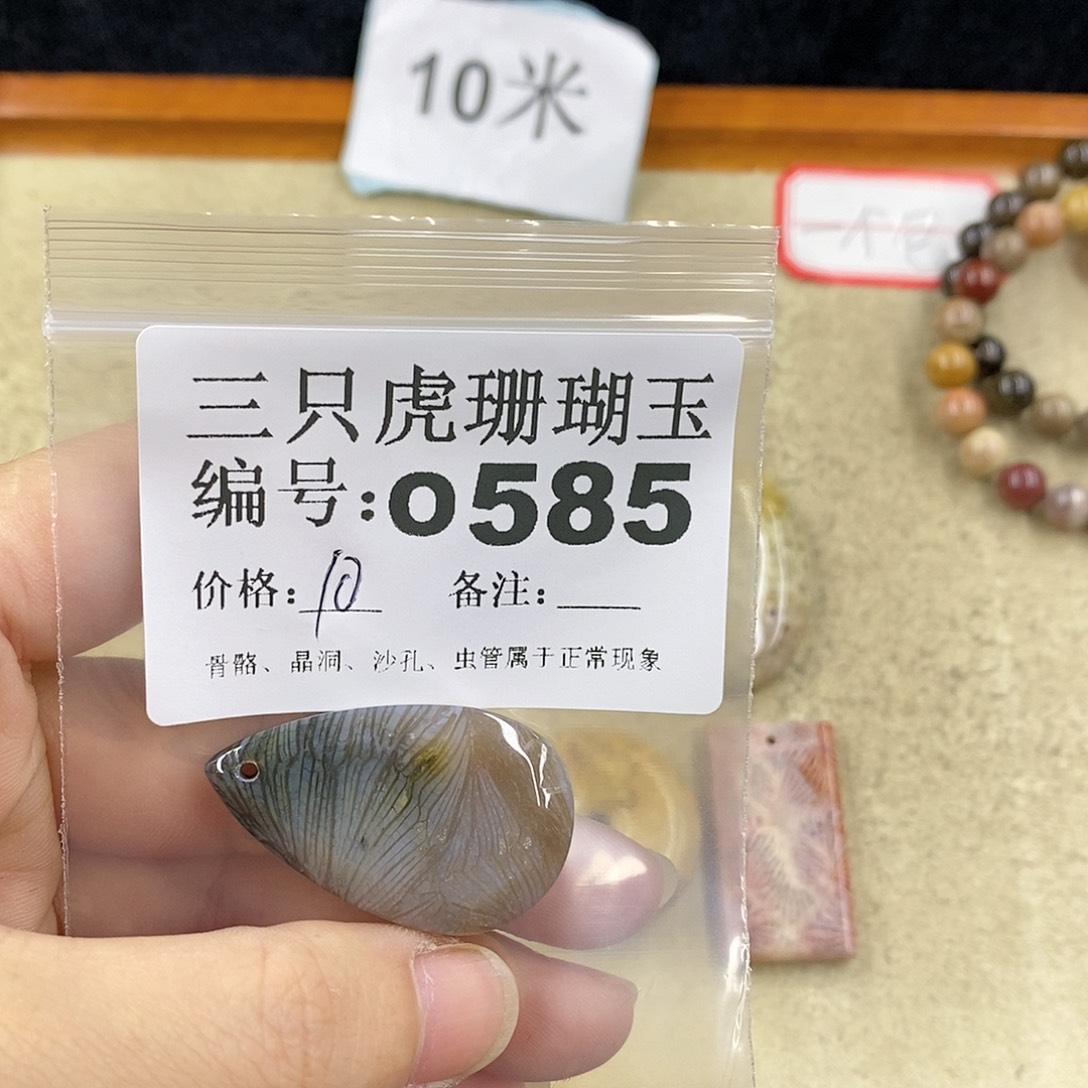 10米
三只虎珊瑚玉
编号:0585
价格:10 备注:____
骨骼、晶洞、沙孔、虫管属于正常现象